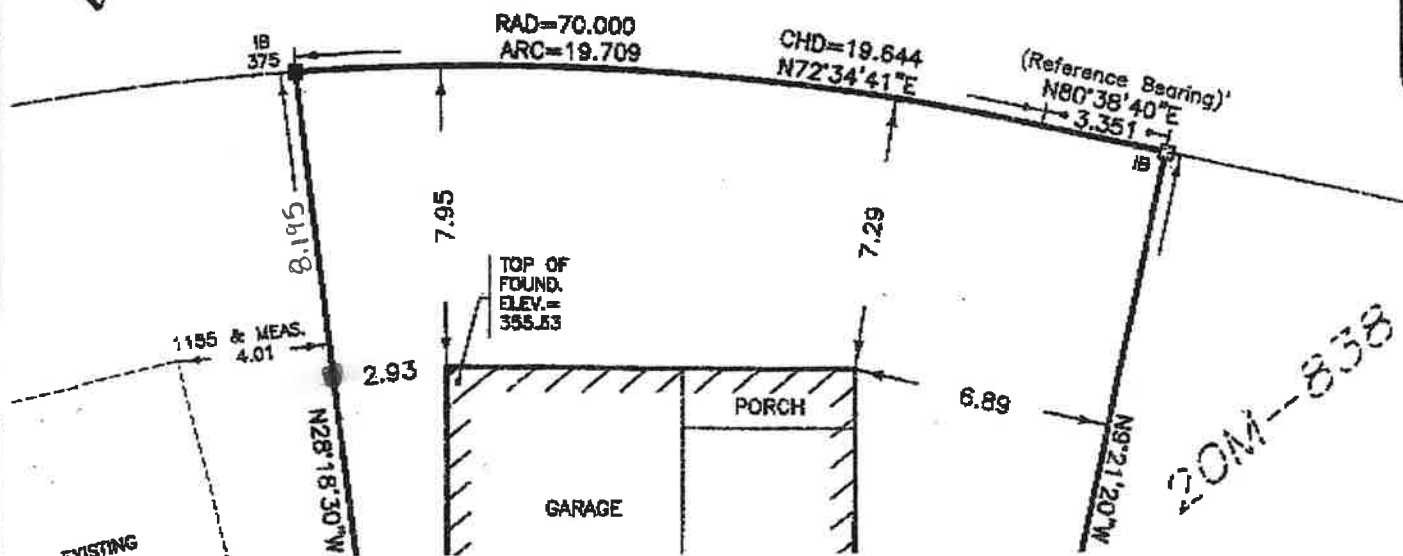 RAD=70.000
ARC=19.709
CHD=19.644
N72°34'41"E
(Reference Bearing)'
N80°38'40"E
3.351
IB
375
IB
8.145
7.95
7.29
TOP OF
FOUND.
ELEV.=
355.53
1155 & MEAS.
4.01
2.93
6.89
PORCH
GARAGE
N28°18'30"W
N9°21'20"W
20M-838
EXISTING